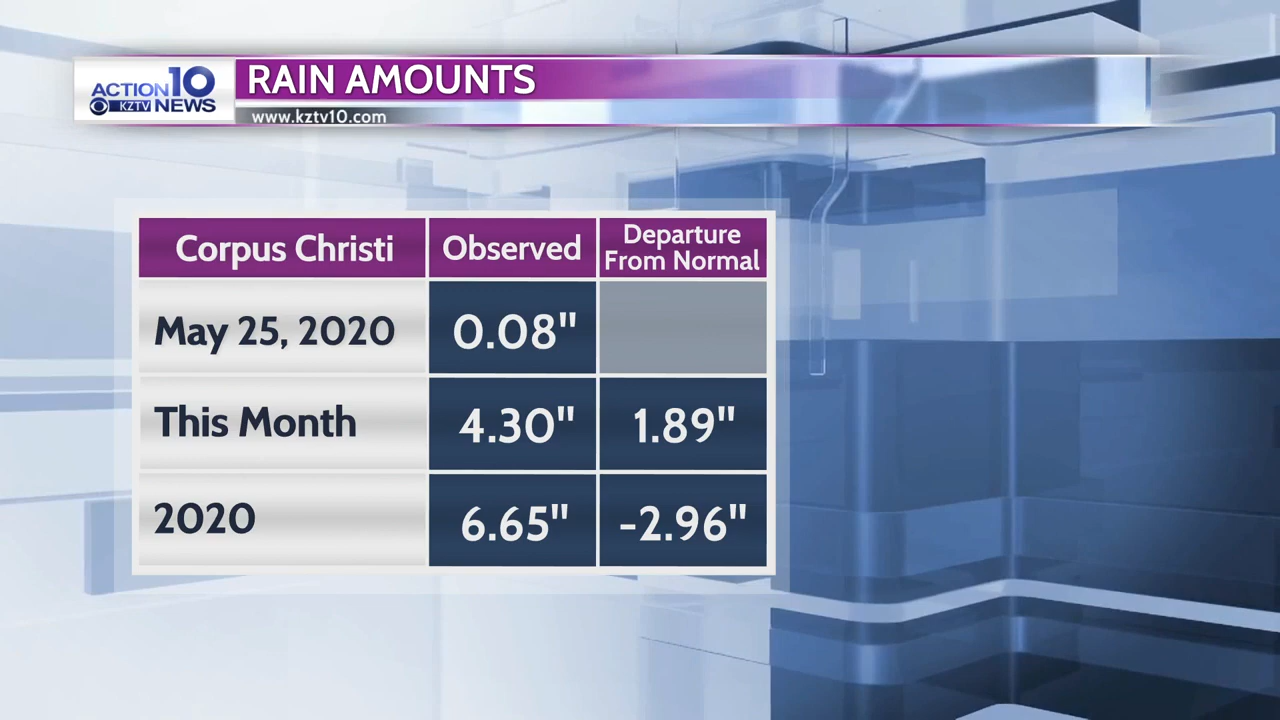 ACTION 10
KZTV NEWS
RAIN AMOUNTS
www.kztv10.com
Corpus Christi Observed Departure
From Normal
May 25, 2020 0.08"
This Month 4.30" 1.89"
2020 6.65" -2.96"